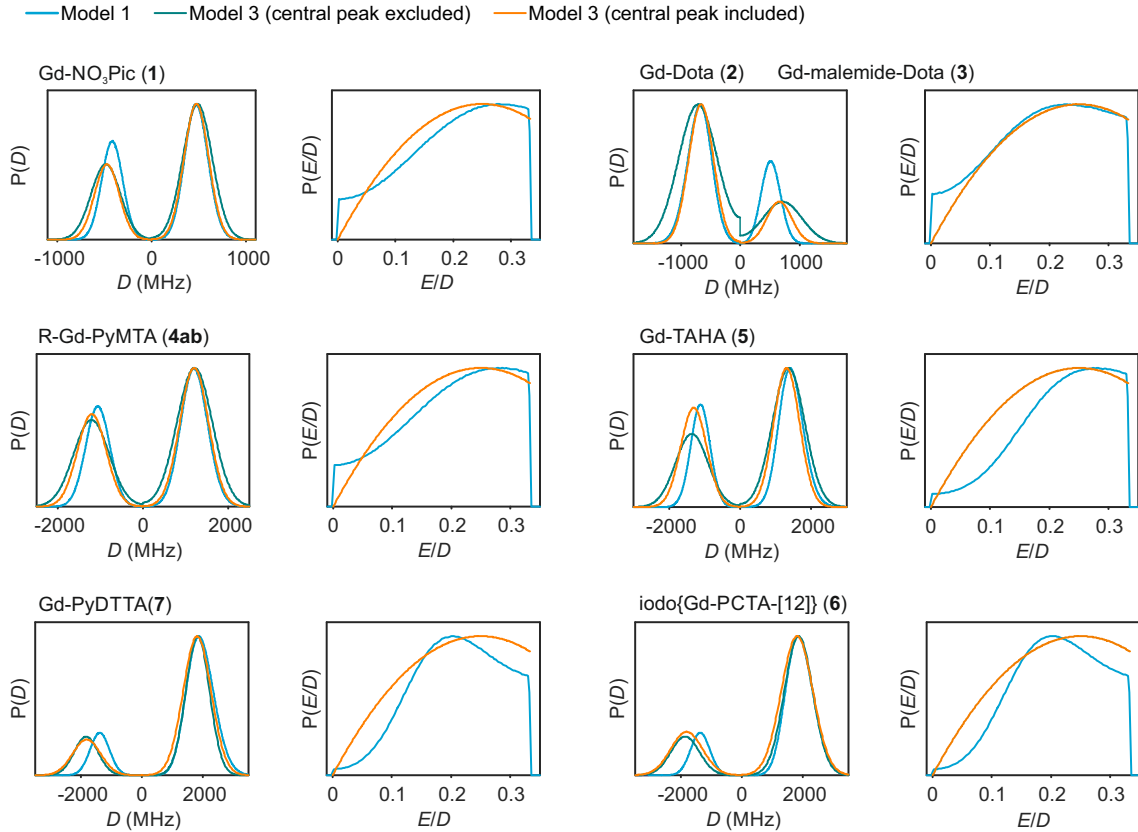 Model 1 Model 3 (central peak excluded) Model 3 (central peak included)
Gd-NO₃Pic (1)
P(D)
-1000 0 1000
D (MHz)
P(E/D)
0 0.1 0.2 0.3
E/D
Gd-Dota (2) Gd-malemide-Dota (3)
P(D)
-1000 0 1000
D (MHz)
P(E/D)
0 0.1 0.2 0.3
E/D
R-Gd-PyMTA (4ab)
P(D)
-2000 0 2000
D (MHz)
P(E/D)
0 0.1 0.2 0.3
E/D
Gd-TAHA (5)
P(D)
-2000 0 2000
D (MHz)
P(E/D)
0 0.1 0.2 0.3
E/D
Gd-PyDTTA(7)
P(D)
-2000 0 2000
D (MHz)
P(E/D)
0 0.1 0.2 0.3
E/D
iodo{Gd-PCTA-[12]} (6)
P(D)
-2000 0 2000
D (MHz)
P(E/D)
0 0.1 0.2 0.3
E/D